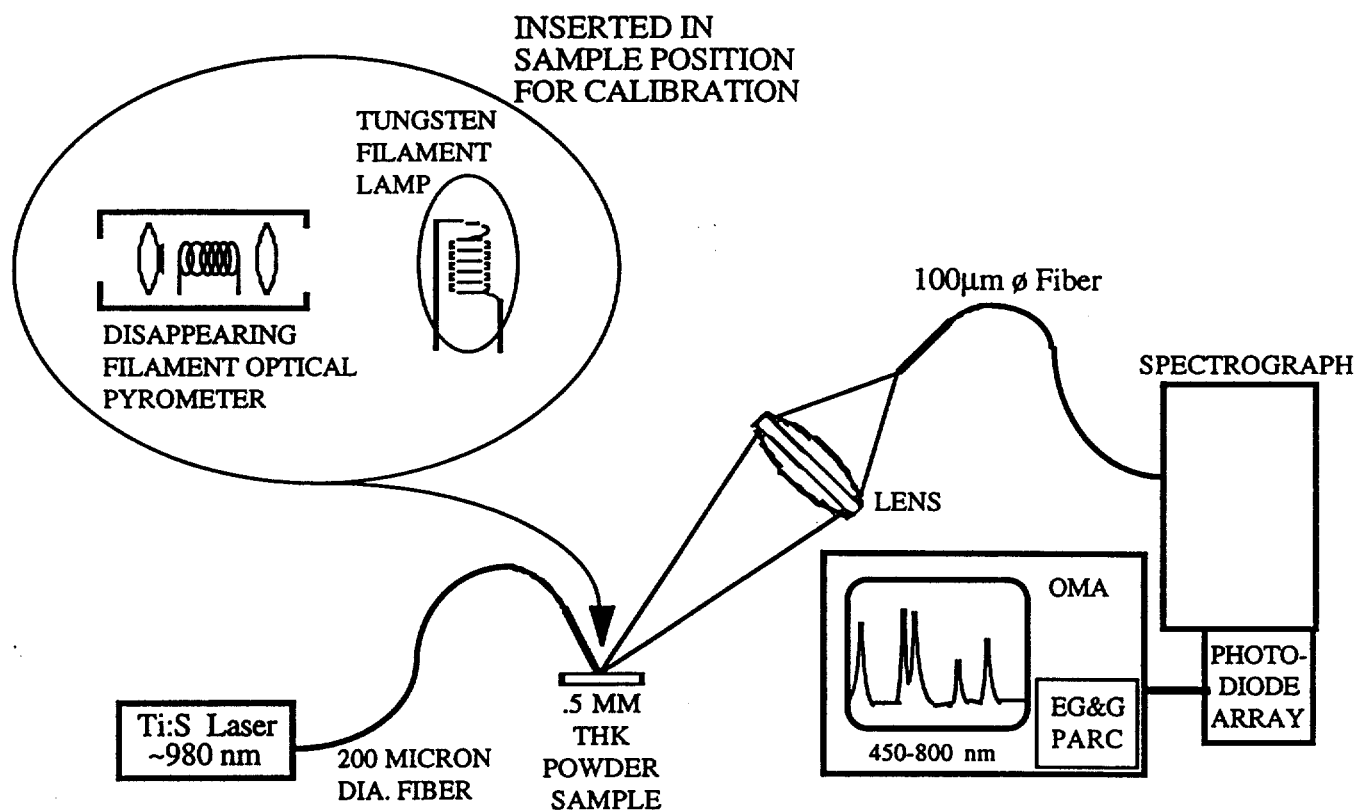 INSERTED IN
SAMPLE POSITION
FOR CALIBRATION
TUNGSTEN
FILAMENT
LAMP
DISAPPEARING
FILAMENT OPTICAL
PYROMETER
100µm ø Fiber
SPECTROGRAPH
LENS
OMA
PHOTO-
DIODE
ARRAY
EG&G
PARC
450-800 nm
.5 MM
THK
POWDER
SAMPLE
Ti:S Laser
~980 nm
200 MICRON
DIA. FIBER